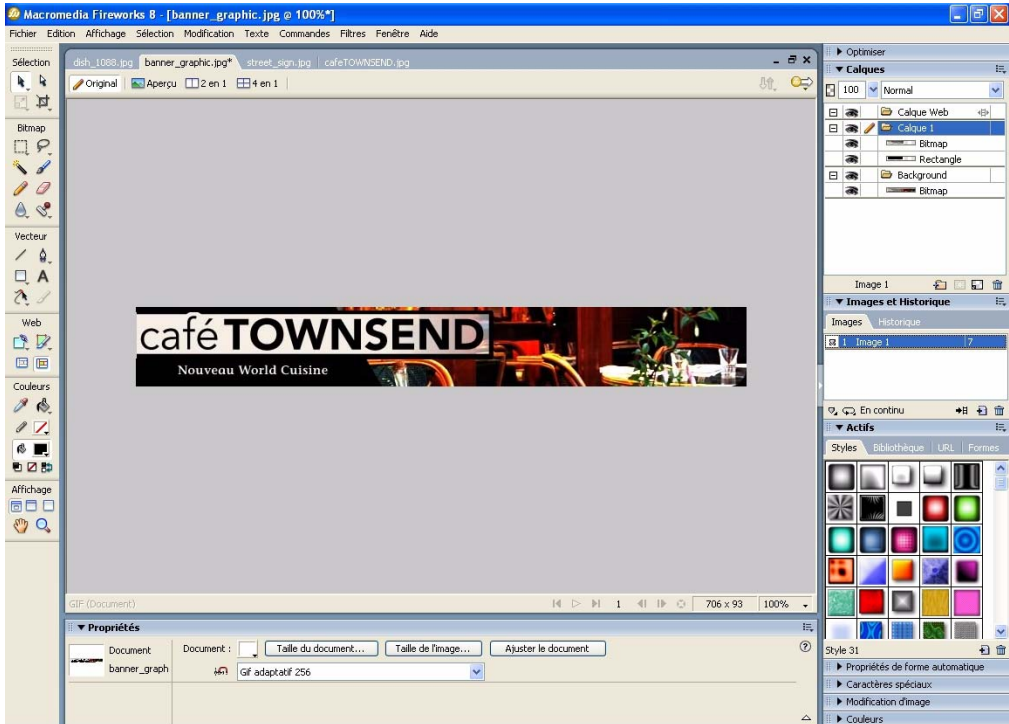 Macromedia Fireworks 8 - [banner_graphic.jpg @ 100%*]
Fichier Edition Affichage Sélection Modification Texte Commandes Filtres Fenêtre Aide
Sélection
Bitmap
Vecteur
Web
Couleurs
Affichage
dish_1088.jpg banner_graphic.jpg* street_sign.jpg cafeTOWNSEND.jpg
Original Aperçu 2 en 1 4 en 1
café TOWNSEND
Nouveau World Cuisine
GIF (Document) 1 706 x 93 100%
Propriétés
Document
banner_graph
Document : Taille du document... Taille de l'image... Ajuster le document
Gif adaptatif 256
Optimiser
Calques
100 Normal
Calque Web
Calque 1
Bitmap
Rectangle
Background
Bitmap
Image 1
Images et Historique
Images Historique
1 Image 1 7
En continu
Actifs
Styles Bibliothèque URL Formes
Style 31
Propriétés de forme automatique
Caractères spéciaux
Modification d'image
Couleurs